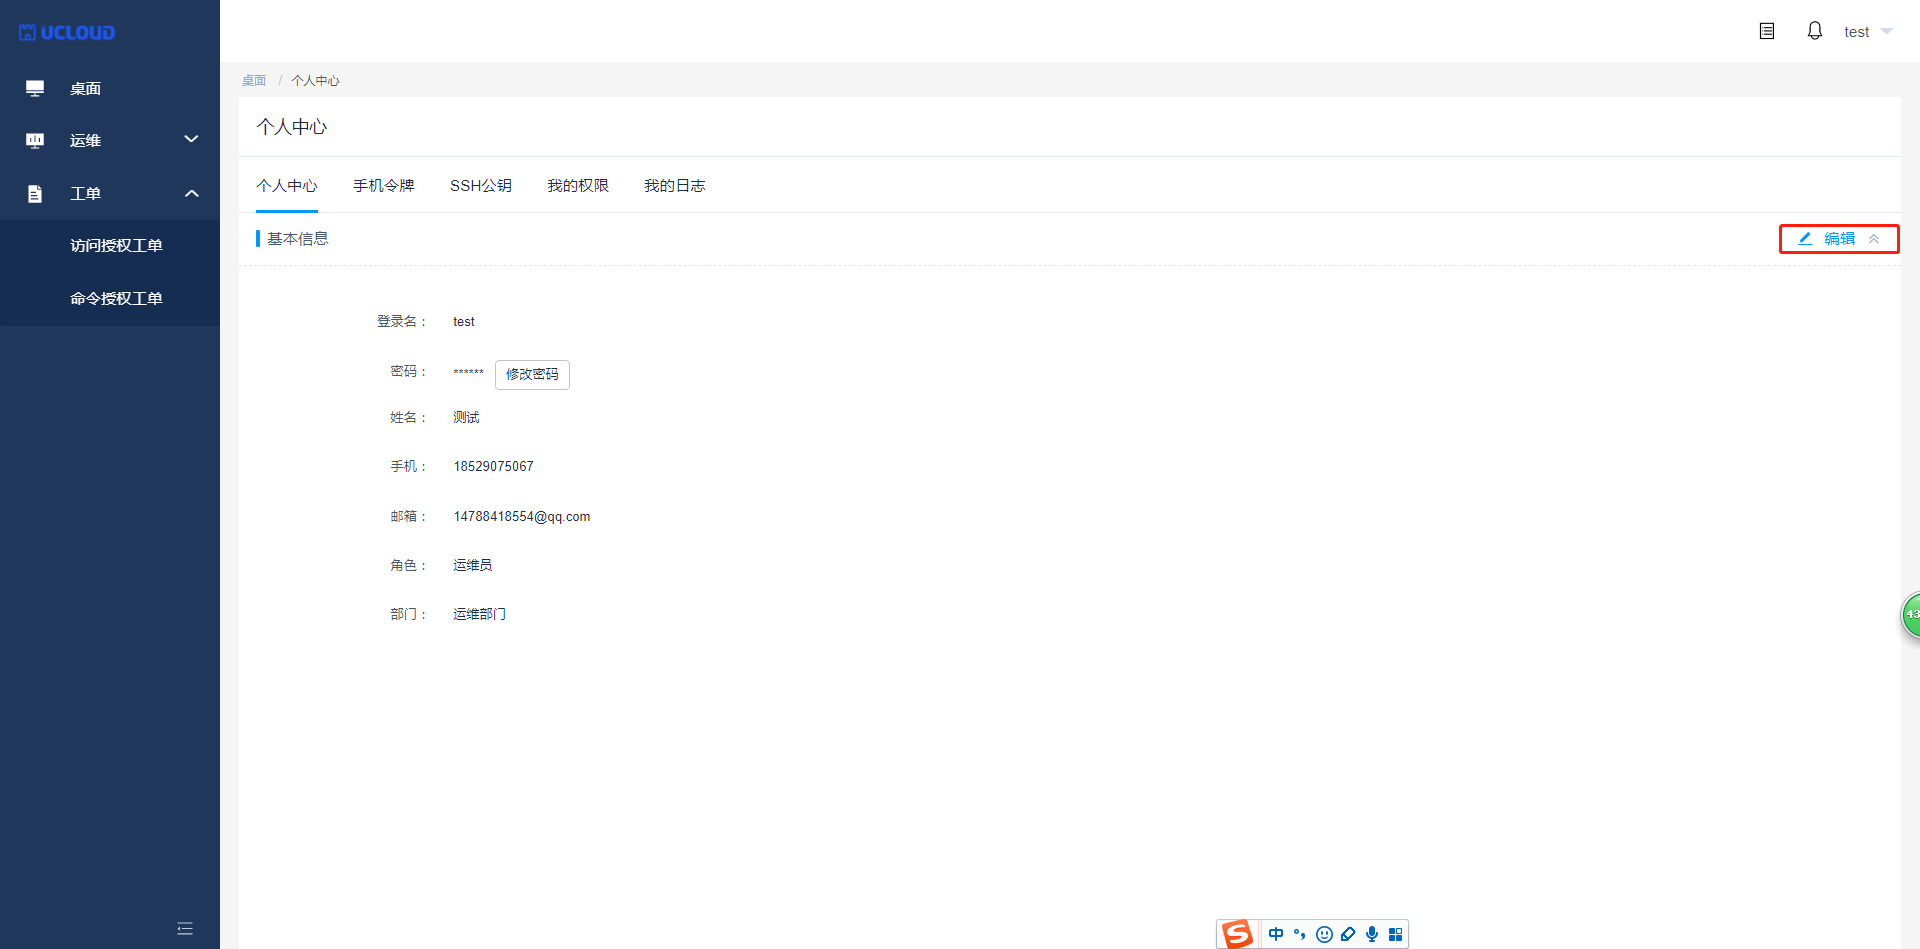 UCLOUD
test
桌面
运维
工单
访问授权工单
命令授权工单
桌面 / 个人中心
个人中心
个人中心 手机令牌 SSH公钥 我的权限 我的日志
基本信息 编辑
登录名： test
密码： ****** 修改密码
姓名： 测试
手机： 18529075067
邮箱： 14788418554@qq.com
角色： 运维员
部门： 运维部门
43
S 中 °,